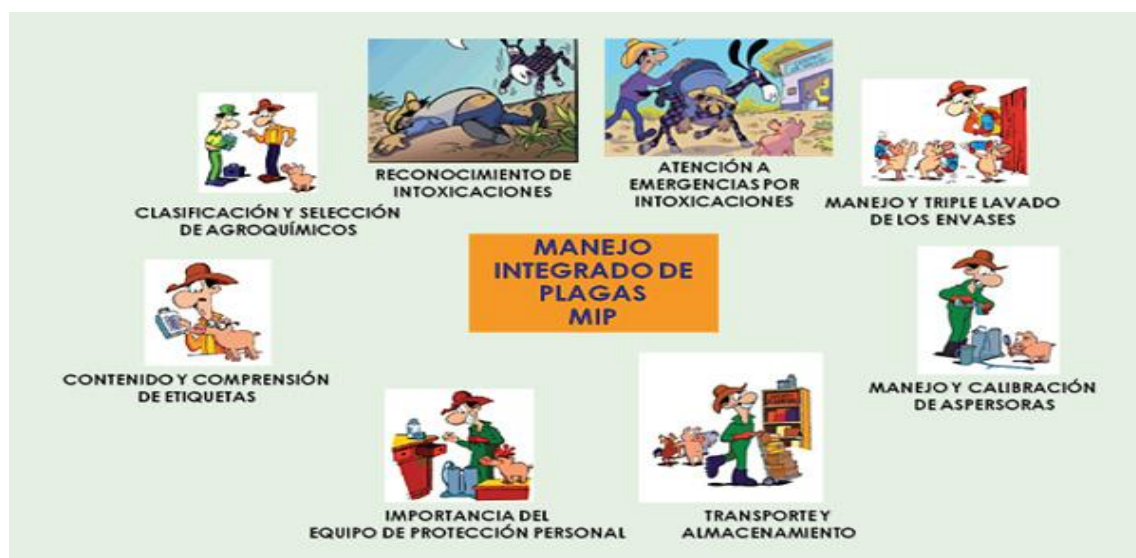 RECONOCIMIENTO DE
INTOXICACIONES
ATENCIÓN A
EMERGENCIAS POR
INTOXICACIONES
CLASIFICACIÓN Y SELECCIÓN
DE AGROQUÍMICOS
MANEJO Y TRIPLE LAVADO
DE LOS ENVASES
MANEJO
INTEGRADO DE
PLAGAS
MIP
CONTENIDO Y COMPRENSIÓN
DE ETIQUETAS
MANEJO Y CALIBRACIÓN
DE ASPERSORAS
IMPORTANCIA DEL
EQUIPO DE PROTECCIÓN PERSONAL
TRANSPORTE Y
ALMACENAMIENTO